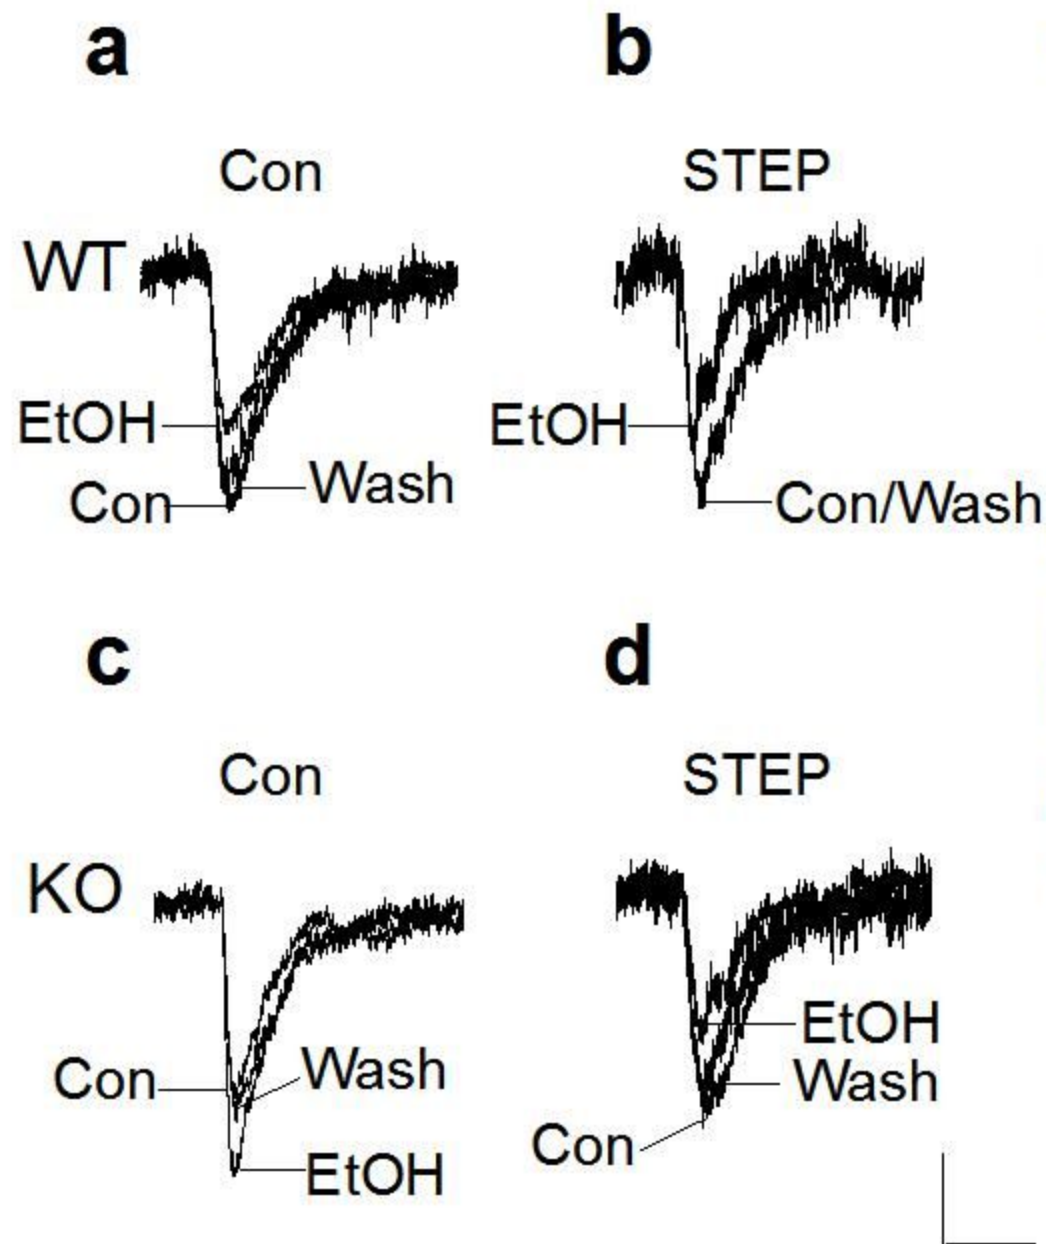 a
b
Con
STEP
WT
EtOH
Con
Wash
EtOH
Con/Wash
c
d
Con
STEP
KO
Con
Wash
EtOH
EtOH
Wash
Con